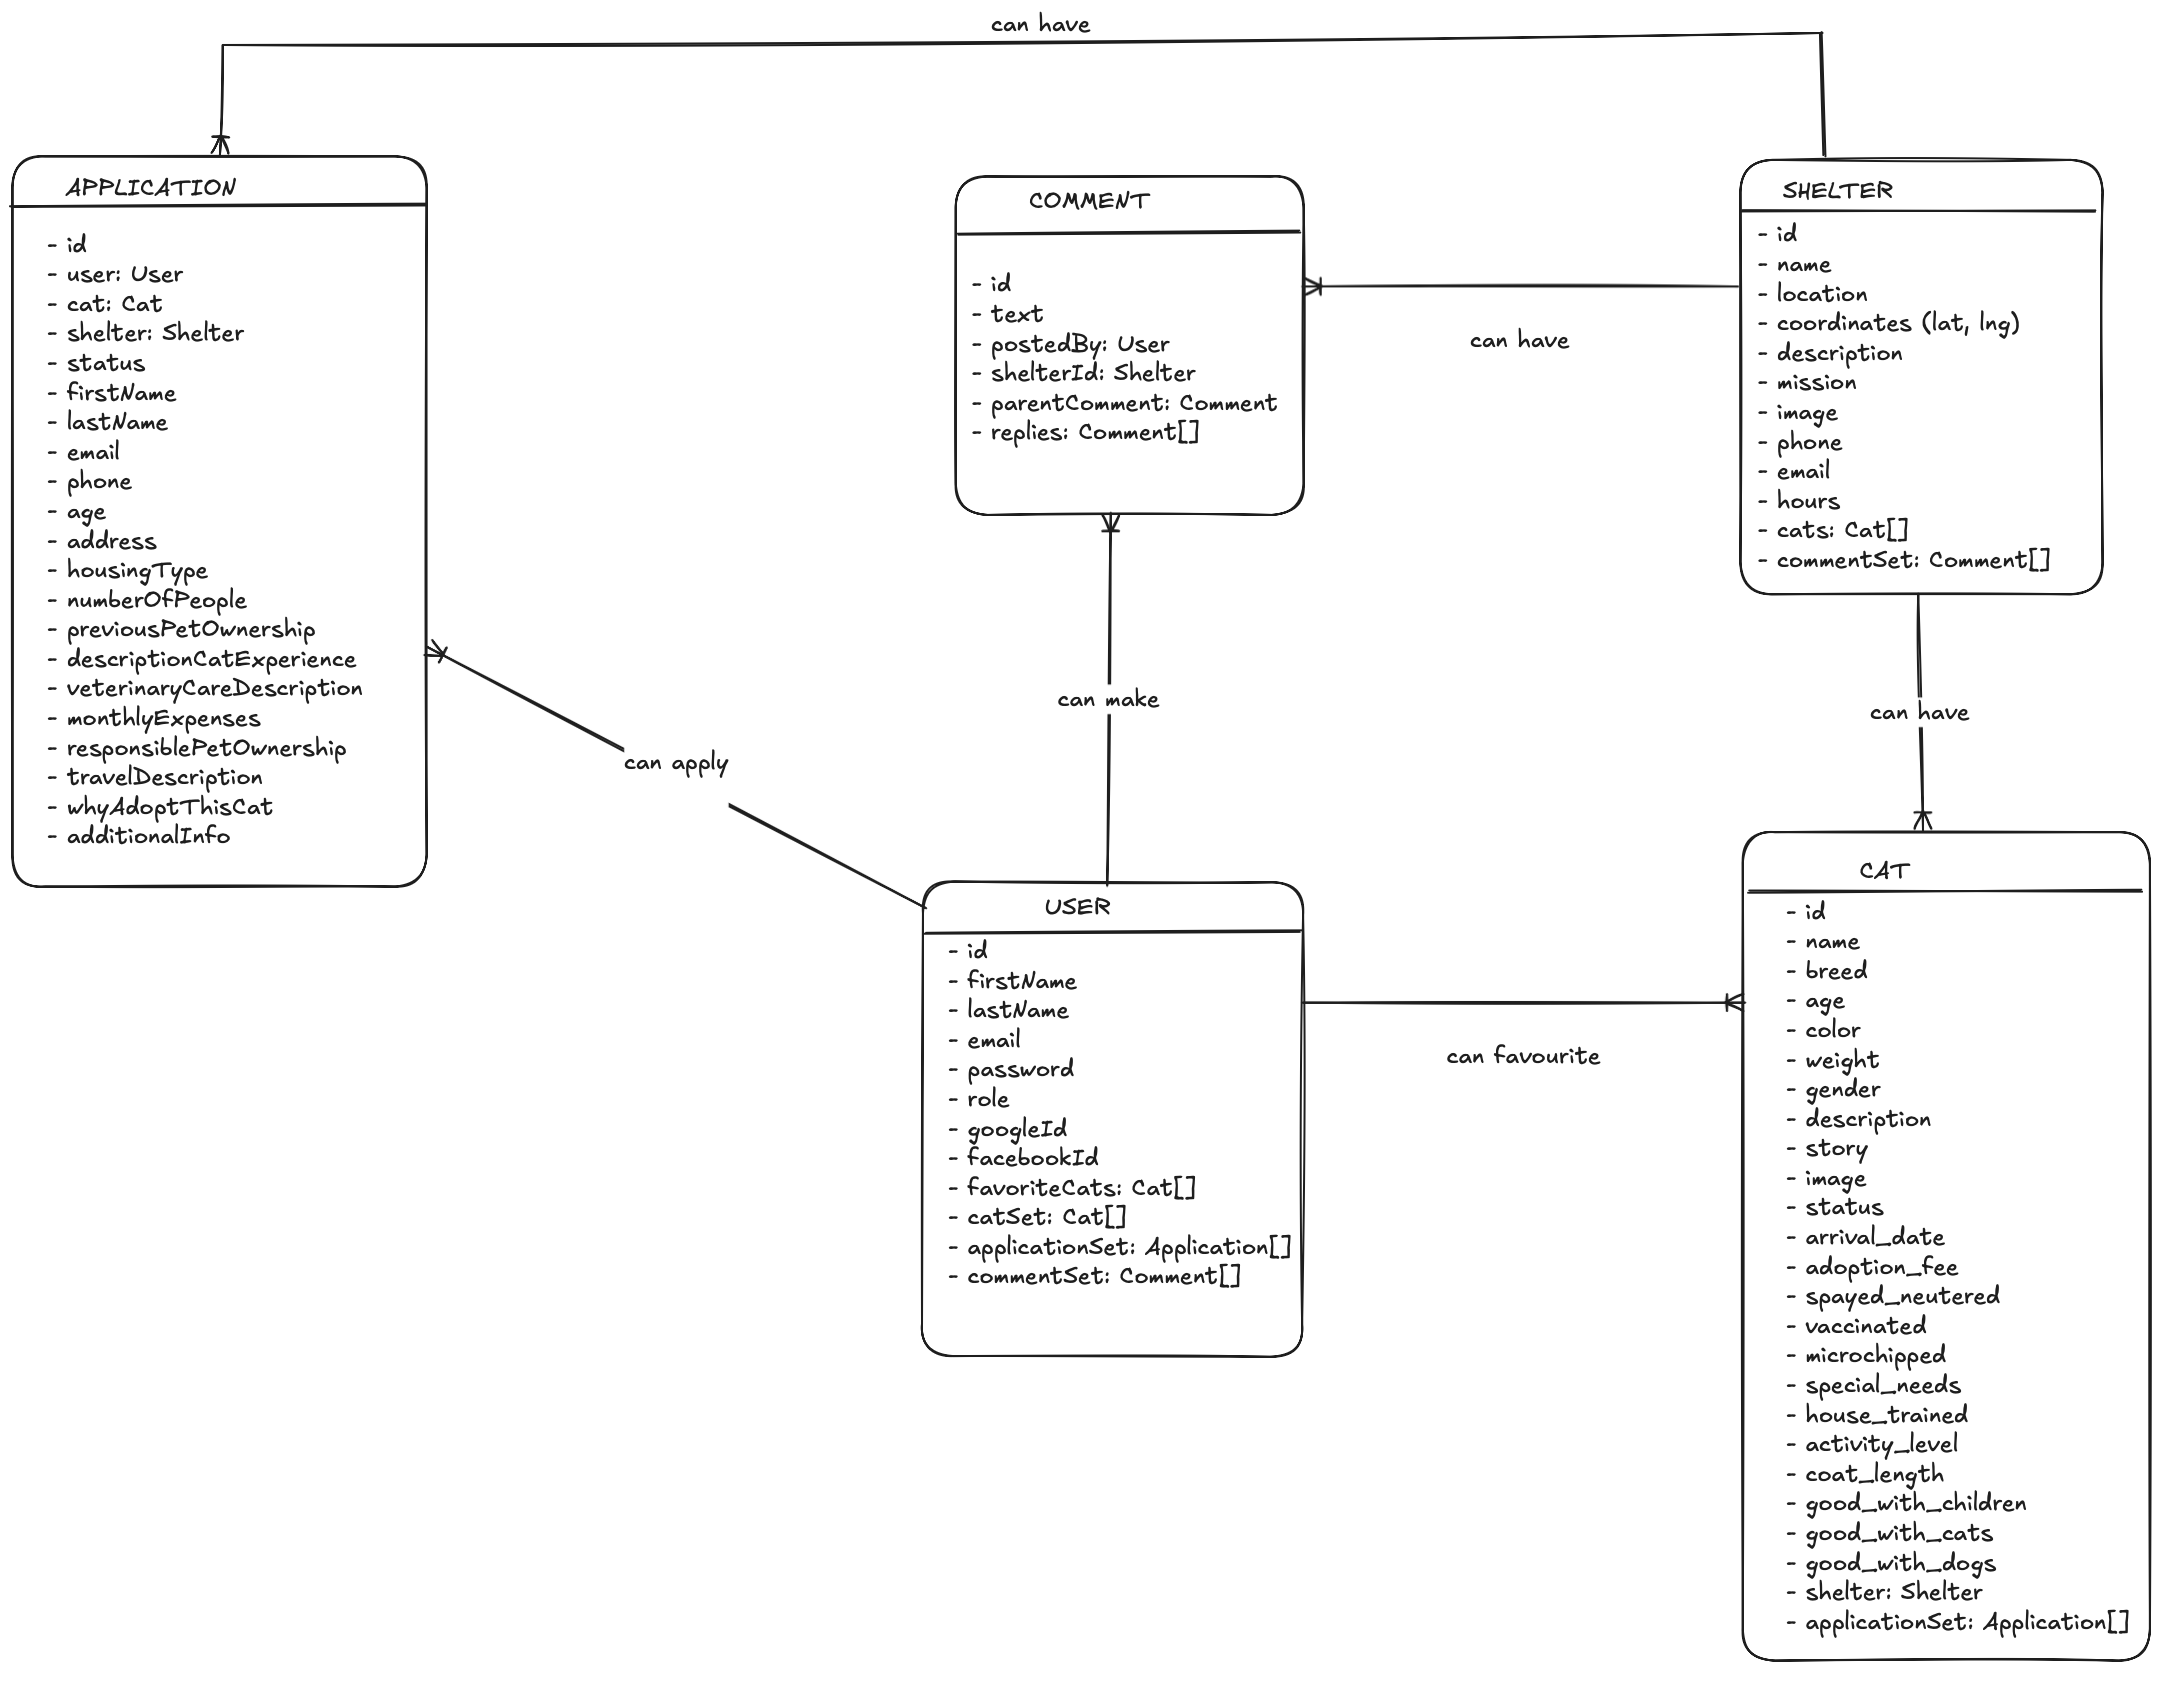 can have
APPLICATION
- id
- user: User
- cat: Cat
- shelter: Shelter
- status
- firstName
- lastName
- email
- phone
- age
- address
- housingType
- numberOfPeople
- previousPetOwnership
- descriptionCatExperience
- veterinaryCareDescription
- monthlyExpenses
- responsiblePetOwnership
- travelDescription
- whyAdoptThisCat
- additionalInfo
COMMENT
- id
- text
- postedBy: User
- shelterId: Shelter
- parentComment: Comment
- replies: Comment[]
can have
SHELTER
- id
- name
- location
- coordinates (lat, lng)
- description
- mission
- image
- phone
- email
- hours
- cats: Cat[]
- commentSet: Comment[]
can apply
can make
can have
USER
- id
- firstName
- lastName
- email
- password
- role
- googleId
- facebookId
- favoriteCats: Cat[]
- catSet: Cat[]
- applicationSet: Application[]
- commentSet: Comment[]
can favourite
CAT
- id
- name
- breed
- age
- color
- weight
- gender
- description
- story
- image
- status
- arrival_date
- adoption_fee
- spayed_neutered
- vaccinated
- microchipped
- special_needs
- house_trained
- activity_level
- coat_length
- good_with_children
- good_with_cats
- good_with_dogs
- shelter: Shelter
- applicationSet: Application[]